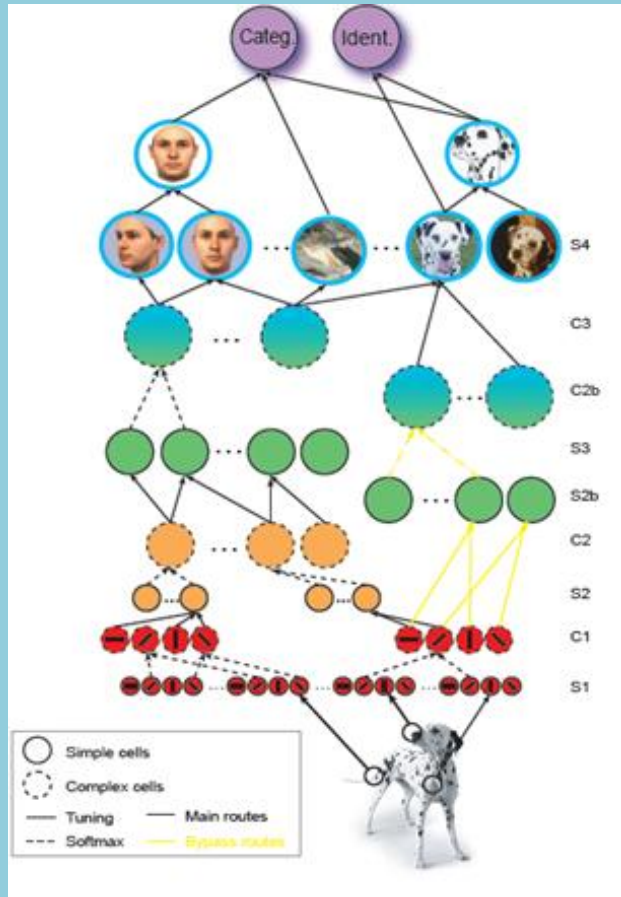 Categ. Ident.
S4
C3
C2b
S3
S2b
C2
S2
C1
S1
Simple cells
Complex cells
Tuning Main routes
Softmax Bypass routes